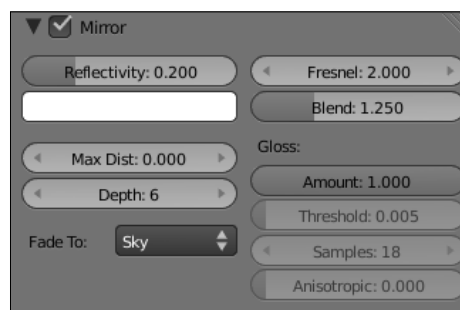 Mirror
Reflectivity: 0.200
Fresnel: 2.000
Blend: 1.250
Max Dist: 0.000
Depth: 6
Fade To: Sky
Gloss:
Amount: 1.000
Threshold: 0.005
Samples: 18
Anisotropic: 0.000